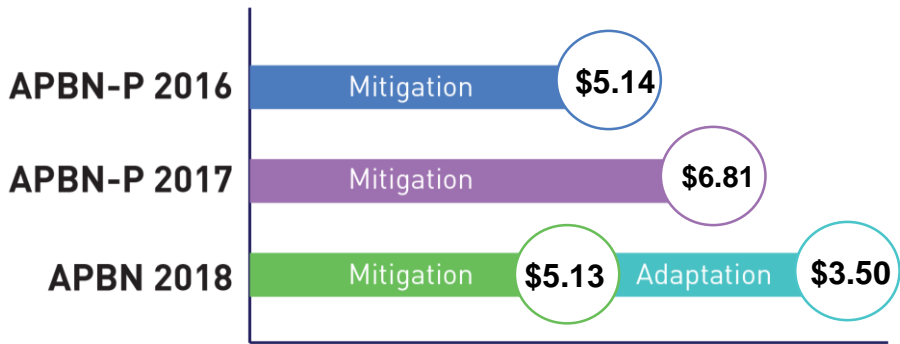 APBN-P 2016 Mitigation $5.14
APBN-P 2017 Mitigation $6.81
APBN 2018 Mitigation $5.13 Adaptation $3.50